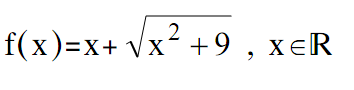 f(x)=x+√(x²+9) , x∈ℝ